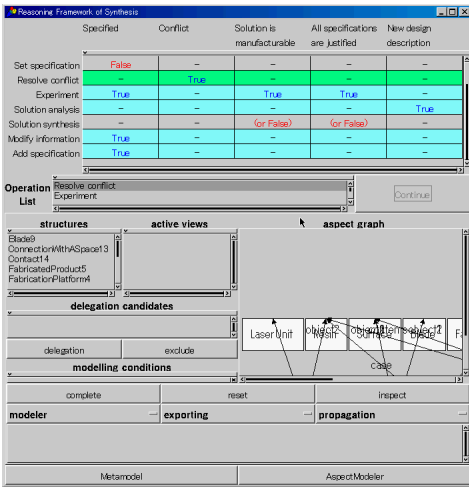 Reasoning Framework of Synthesis
Specified Conflict Solution is manufacturable All specifications are justified New design description
Set specification False – – – –
Resolve conflict – True – – –
Experiment True – True True –
Solution analysis – – – – True
Solution synthesis – – (or False) (or False) –
Modify information True – – – –
Add specification True – – – –
Operation List
Resolve conflict
Experiment
Continue
structures active views aspect graph
Blade9
ConnectionWithASpace13
Contact14
FabricatedProduct5
FabricationPlatform4
delegation candidates
delegation exclude
modelling conditions
Laser Unit Resin Surface Blade
object2
case
complete reset inspect
modeler exporting propagation
Metamodel AspectModeler